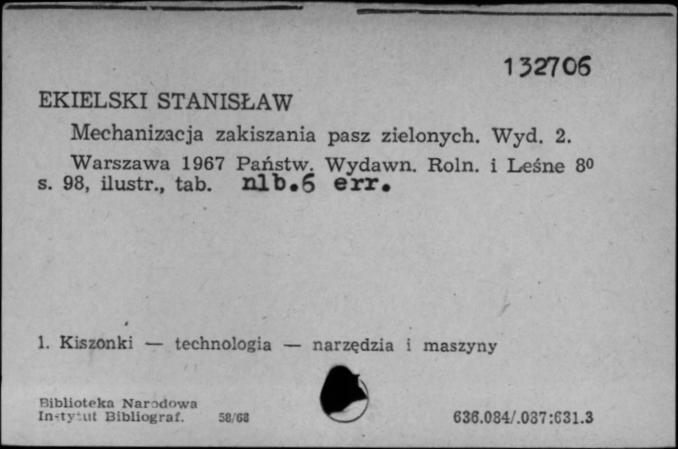 132706
EKIELSKI STANISŁAW
Mechanizacja zakiszania pasz zielonych. Wyd. 2.
Warszawa 1967 Państw. Wydawn. Roln. i Leśne 8⁰
s. 98, ilustr., tab. nlb.6 err.
1. Kiszonki — technologia — narzędzia i maszyny
Biblioteka Narodowa
Instytut Bibliograf. 58/68
636.084/.087:631.3